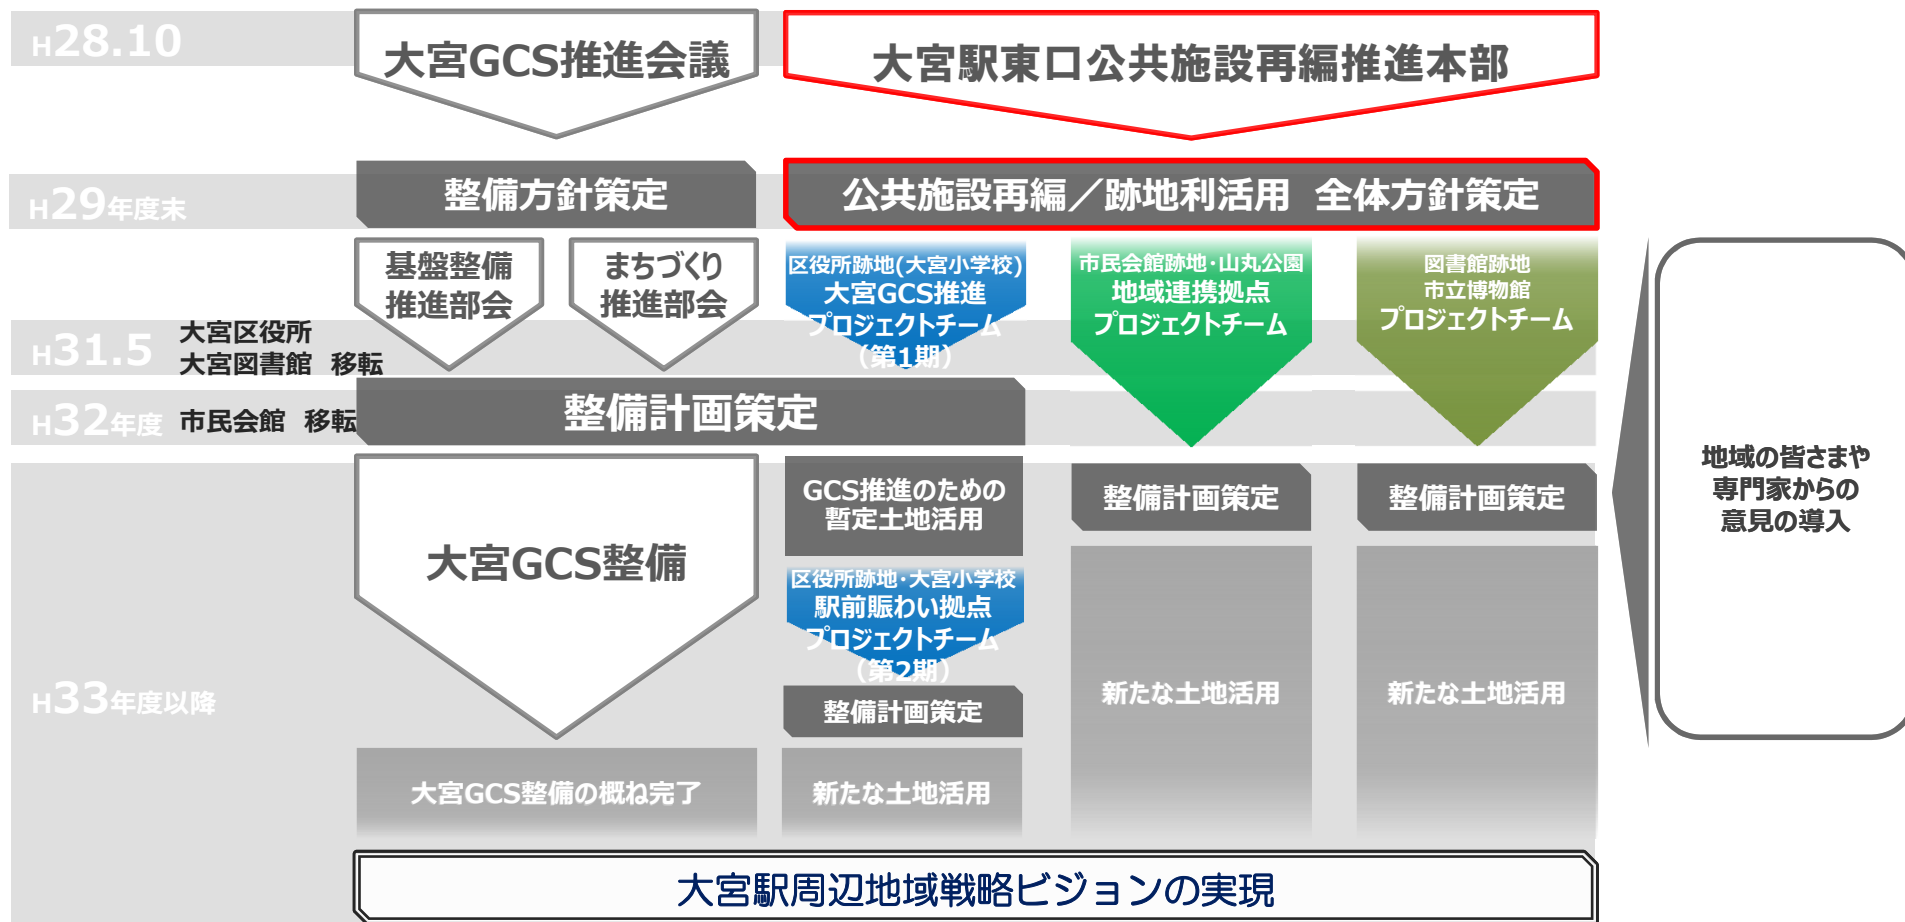 H28.10
大宮GCS推進会議
大宮駅東口公共施設再編推進本部
H29年度末
整備方針策定
公共施設再編／跡地利活用　全体方針策定
基盤整備
推進部会
まちづくり
推進部会
区役所跡地(大宮小学校)
大宮GCS推進
プロジェクトチーム
（第1期）
市民会館跡地・山丸公園
地域連携拠点
プロジェクトチーム
図書館跡地
市立博物館
プロジェクトチーム
H31.5
大宮区役所
大宮図書館　移転
H32年度
市民会館　移転
整備計画策定
H33年度以降
大宮GCS整備
GCS推進のための
暫定土地活用
区役所跡地・大宮小学校
駅前賑わい拠点
プロジェクトチーム
（第2期）
整備計画策定
整備計画策定
整備計画策定
新たな土地活用
新たな土地活用
大宮GCS整備の概ね完了
新たな土地活用
地域の皆さまや
専門家からの
意見の導入
大宮駅周辺地域戦略ビジョンの実現